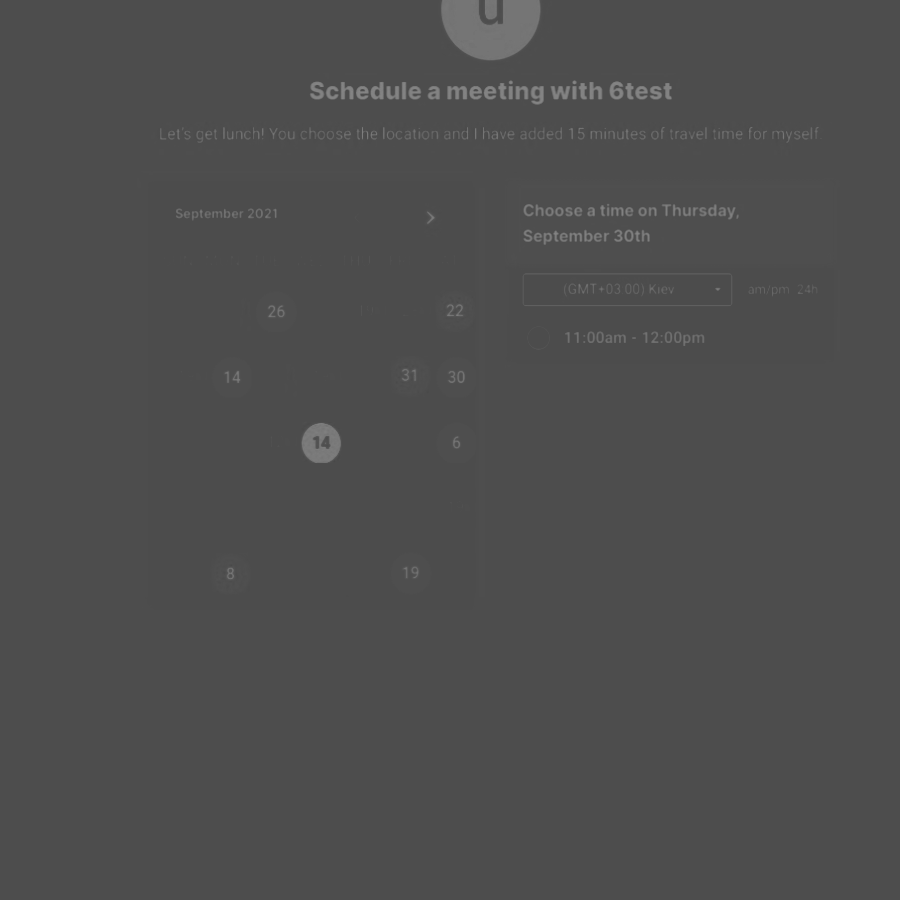 u
Schedule a meeting with 6test
Let's get lunch! You choose the location and I have added 15 minutes of travel time for myself.
September 2021
26 22
14 31 30
14 6
8 19
Choose a time on Thursday,
September 30th
(GMT+03:00) Kiev am/pm 24h
11:00am - 12:00pm